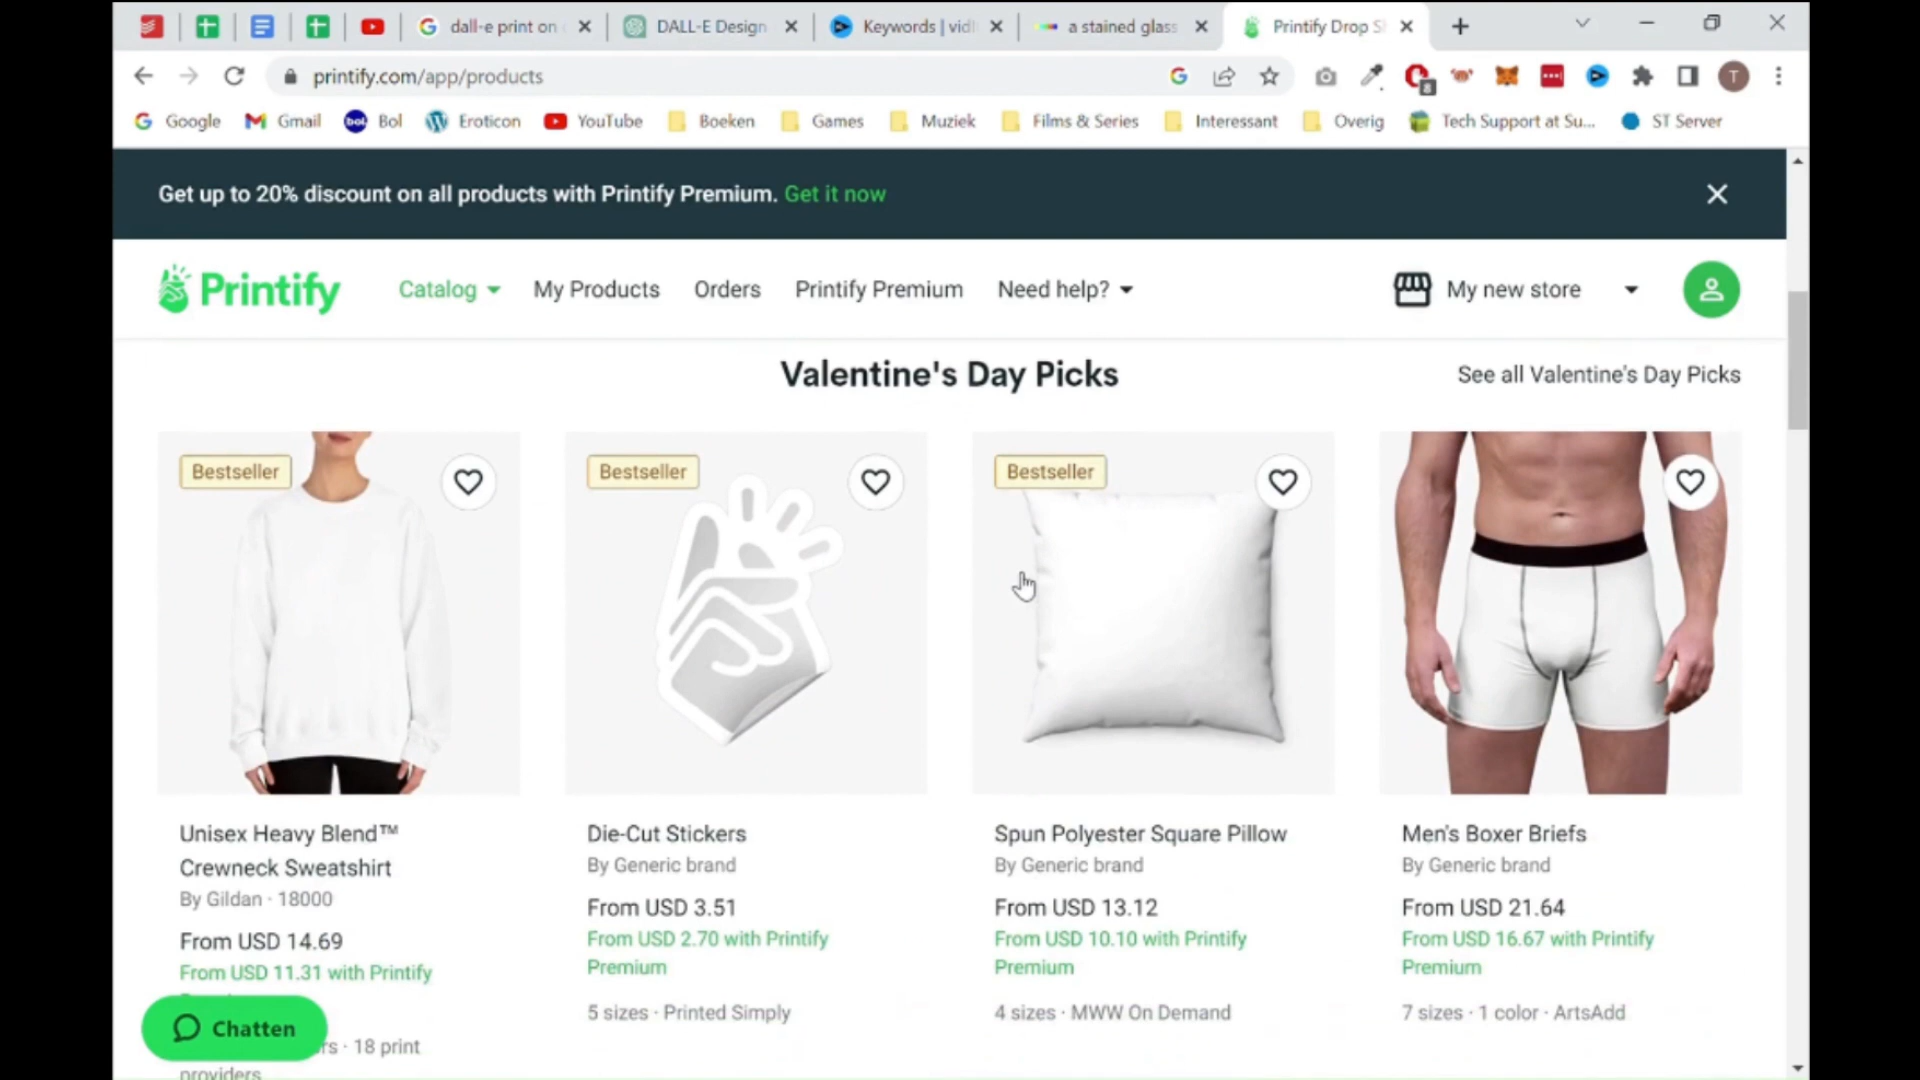 dall-e print on
DALL-E Design
Keywords | vidI
a stained glass
Printify Drop S
printify.com/app/products
8
T
Google
Gmail
bol Bol
Eroticon
YouTube
Boeken
Games
Muziek
Films & Series
Interessant
Overig
Tech Support at Su...
ST Server
Get up to 20% discount on all products with Printify Premium. Get it now
Printify
Catalog
My Products
Orders
Printify Premium
Need help?
My new store
Valentine's Day Picks
See all Valentine's Day Picks
Bestseller
Bestseller
Bestseller
Unisex Heavy Blend™
Crewneck Sweatshirt
By Gildan · 18000
From USD 14.69
From USD 11.31 with Printify
Die-Cut Stickers
By Generic brand
From USD 3.51
From USD 2.70 with Printify
Premium
5 sizes · Printed Simply
Spun Polyester Square Pillow
By Generic brand
From USD 13.12
From USD 10.10 with Printify
Premium
4 sizes · MWW On Demand
Men's Boxer Briefs
By Generic brand
From USD 21.64
From USD 16.67 with Printify
Premium
7 sizes · 1 color · ArtsAdd
Chatten
rs · 18 print
providers